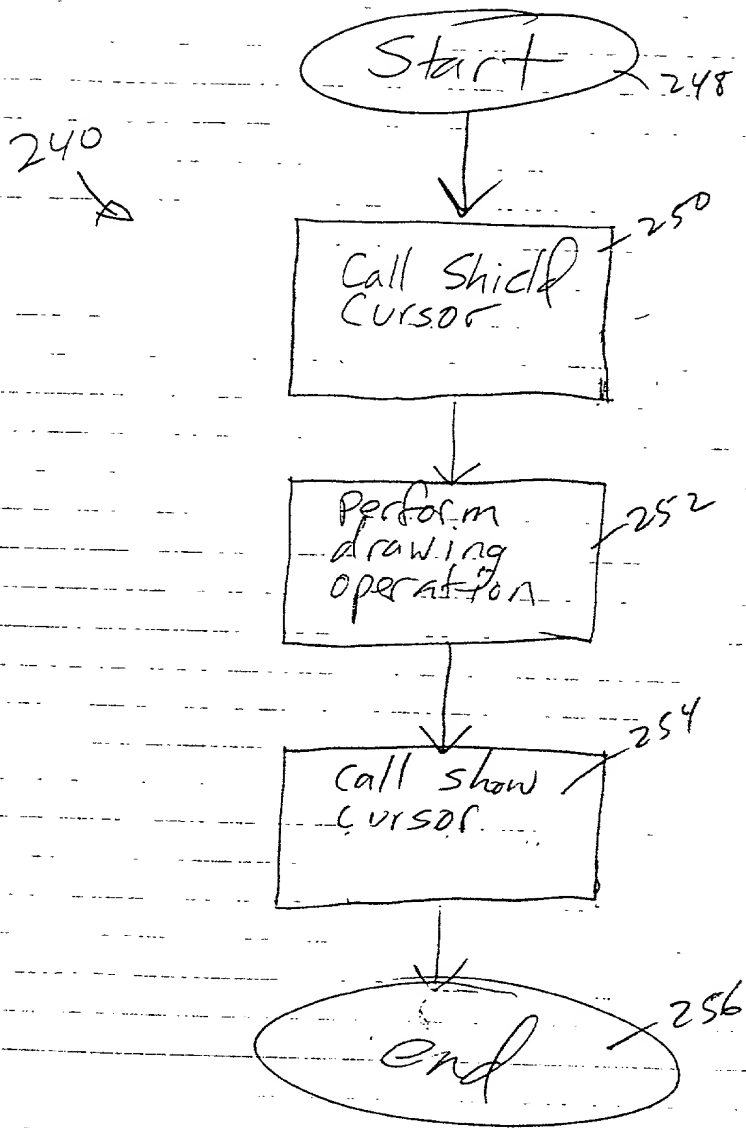 Start
248
240
250
Call Shield
Cursor
252
Perform
drawing
operation
254
Call show
cursor
end
256